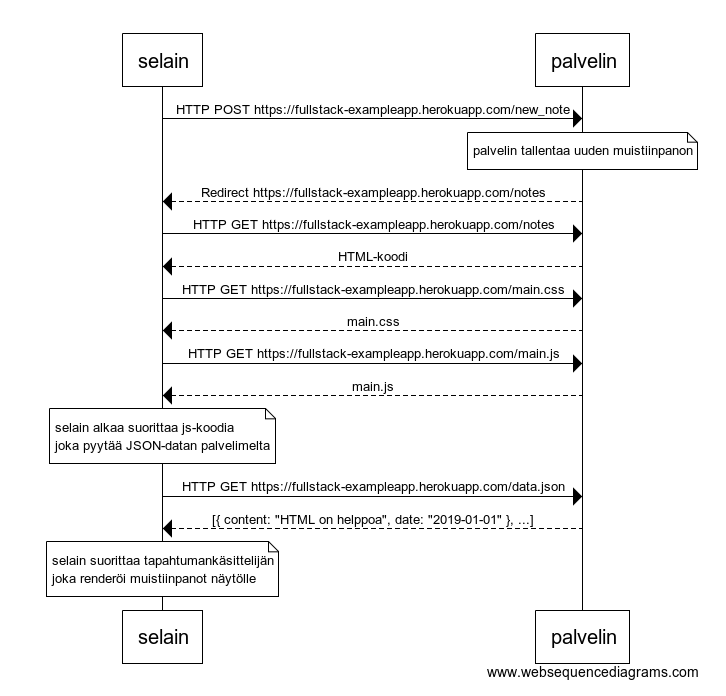 selain
palvelin
HTTP POST https://fullstack-exampleapp.herokuapp.com/new_note
palvelin tallentaa uuden muistiinpanon
Redirect https://fullstack-exampleapp.herokuapp.com/notes
HTTP GET https://fullstack-exampleapp.herokuapp.com/notes
HTML-koodi
HTTP GET https://fullstack-exampleapp.herokuapp.com/main.css
main.css
HTTP GET https://fullstack-exampleapp.herokuapp.com/main.js
main.js
selain alkaa suorittaa js-koodia
joka pyytää JSON-datan palvelimelta
HTTP GET https://fullstack-exampleapp.herokuapp.com/data.json
[{ content: "HTML on helppoa", date: "2019-01-01" }, ...]
selain suorittaa tapahtumankäsittelijän
joka renderöi muistiinpanot näytölle
selain
palvelin
www.websequencediagrams.com